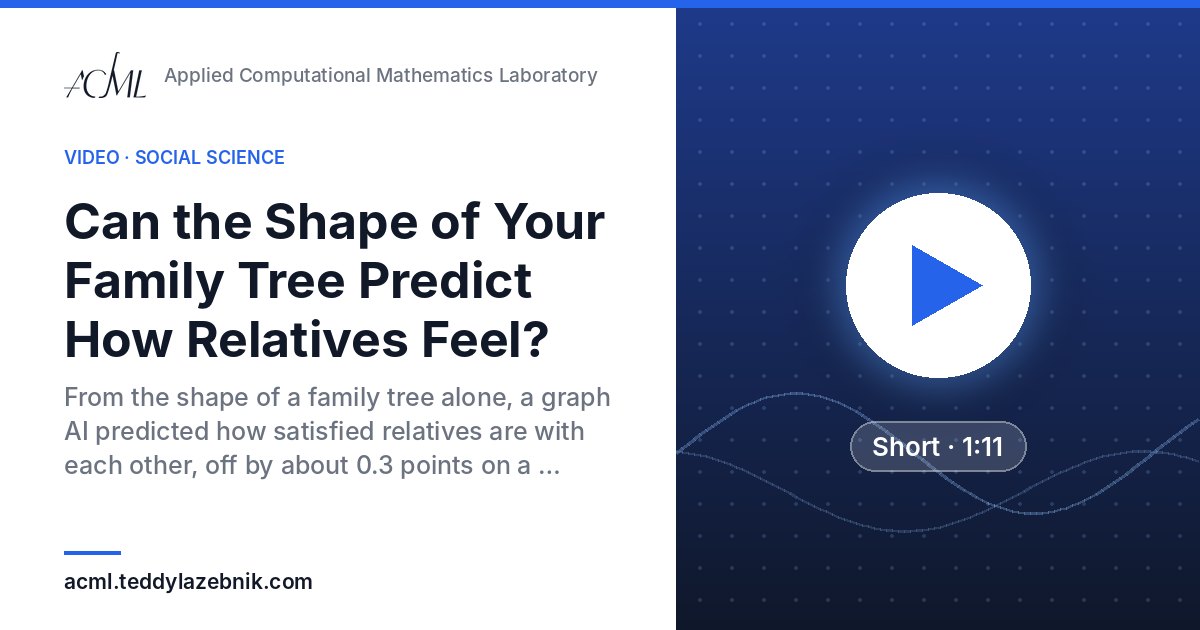 ACML Applied Computational Mathematics Laboratory
VIDEO · SOCIAL SCIENCE
Can the Shape of Your
Family Tree Predict
How Relatives Feel?
From the shape of a family tree alone, a graph
AI predicted how satisfied relatives are with
each other, off by about 0.3 points on a ...
Short · 1:11
acml.teddylazebnik.com